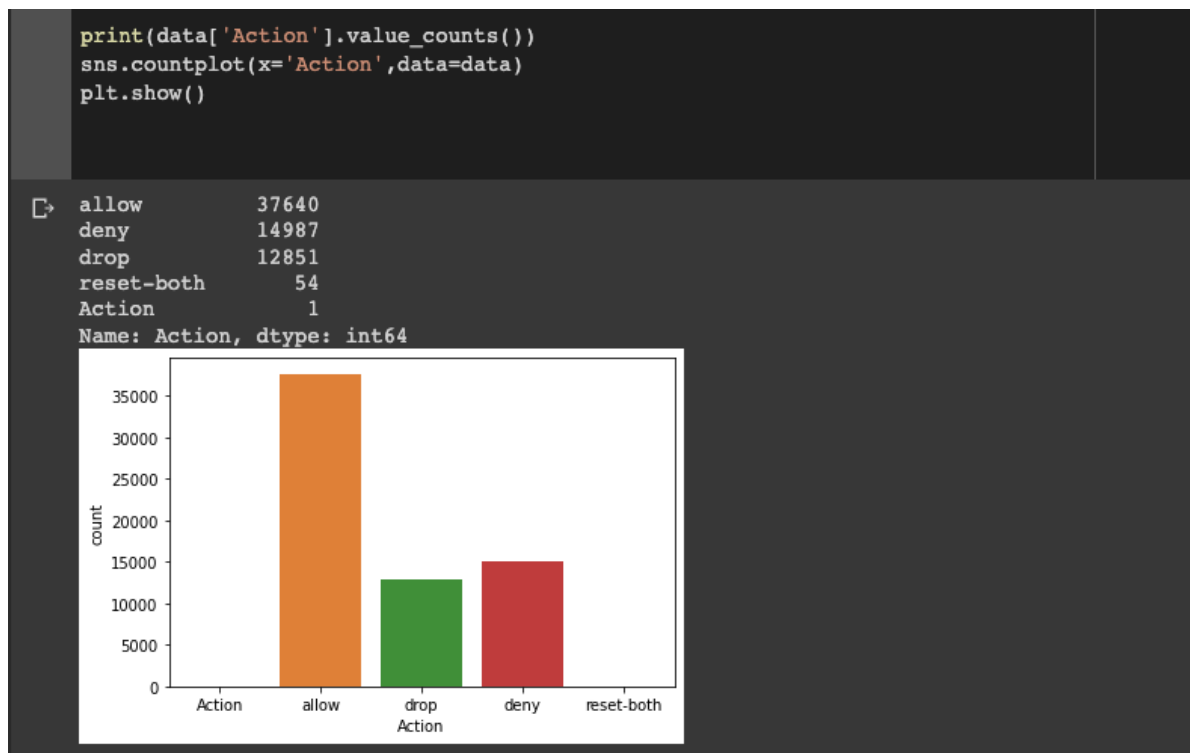 print(data['Action'].value_counts())
sns.countplot(x='Action',data=data)
plt.show()
allow 37640
deny 14987
drop 12851
reset-both 54
Action 1
Name: Action, dtype: int64
35000
30000
25000
20000
15000
10000
5000
0
count
Action allow drop deny reset-both
Action